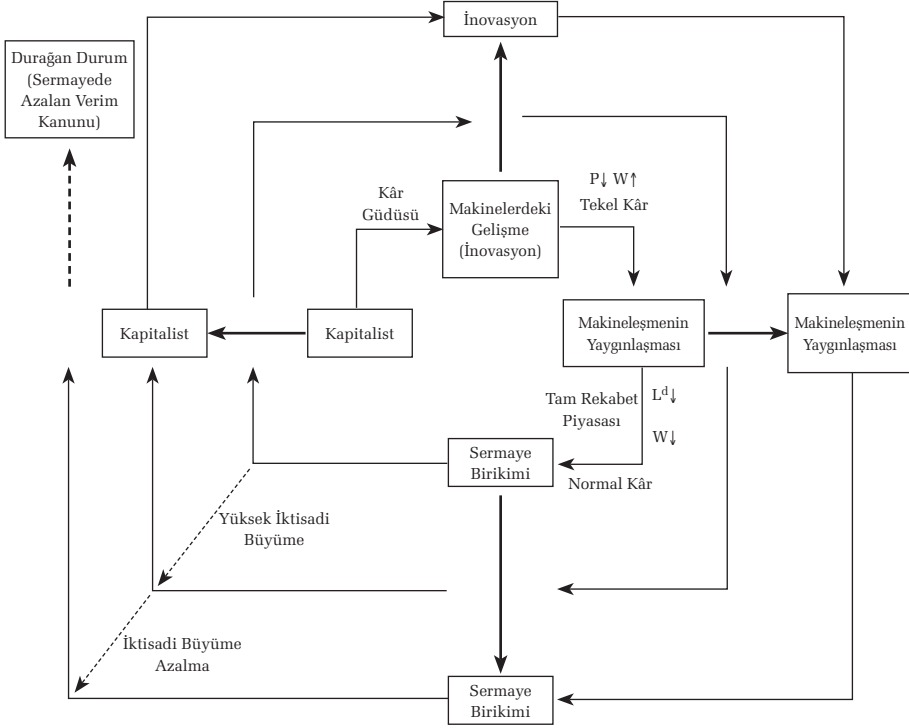 İnovasyon
Durağan Durum
(Sermayede
Azalan Verim
Kanunu)
Kâr
Güdüsü
Makinelerdeki
Gelişme
(İnovasyon)
P↓ W↑
Tekel Kâr
Kapitalist
Kapitalist
Makineleşmenin
Yaygınlaşması
Makineleşmenin
Yaygınlaşması
Tam Rekabet
Piyasası
Lᵈ↓
W↓
Sermaye
Birikimi
Normal Kâr
Yüksek İktisadi
Büyüme
İktisadi Büyüme
Azalma
Sermaye
Birikimi